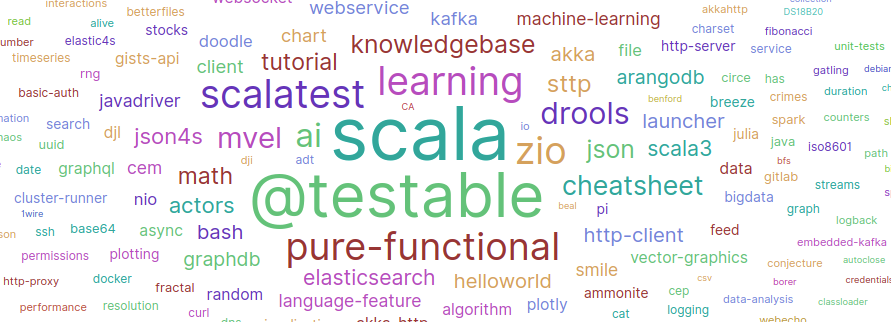 interactions websocket collection
read alive betterflies webservice kafka machine-learning akkahttp DS18B20
elastic4s stocks doodle chart knowledgebase akka file http-server charset fibonacci
timeseries gists-api client tutorial service unit-tests
rng scalatest learning sttp arangodb circe has gatling
basic-auth javadriver CA drools benford breeze crimes duration
search djl json4s mvel ai scala io launcher julia spark counters
uuid dji adt zio json scala3 java iso8601
date graphql cem math data bfs gitlab path
cluster-runner nio @testable cheatsheet bigdata streams
1wire actors beal pi graph
ssh base64 async bash pure-functional http-client feed logback
permissions plotting graphdb vector-graphics embedded-kafka
http-proxy docker elasticsearch helloworld smile conjecture autoclose
fractal random language-feature ammonite cep csv borer credentials
performance resolution curl algorithm plotly cat logging data-analysis classloader
akka-http webecho